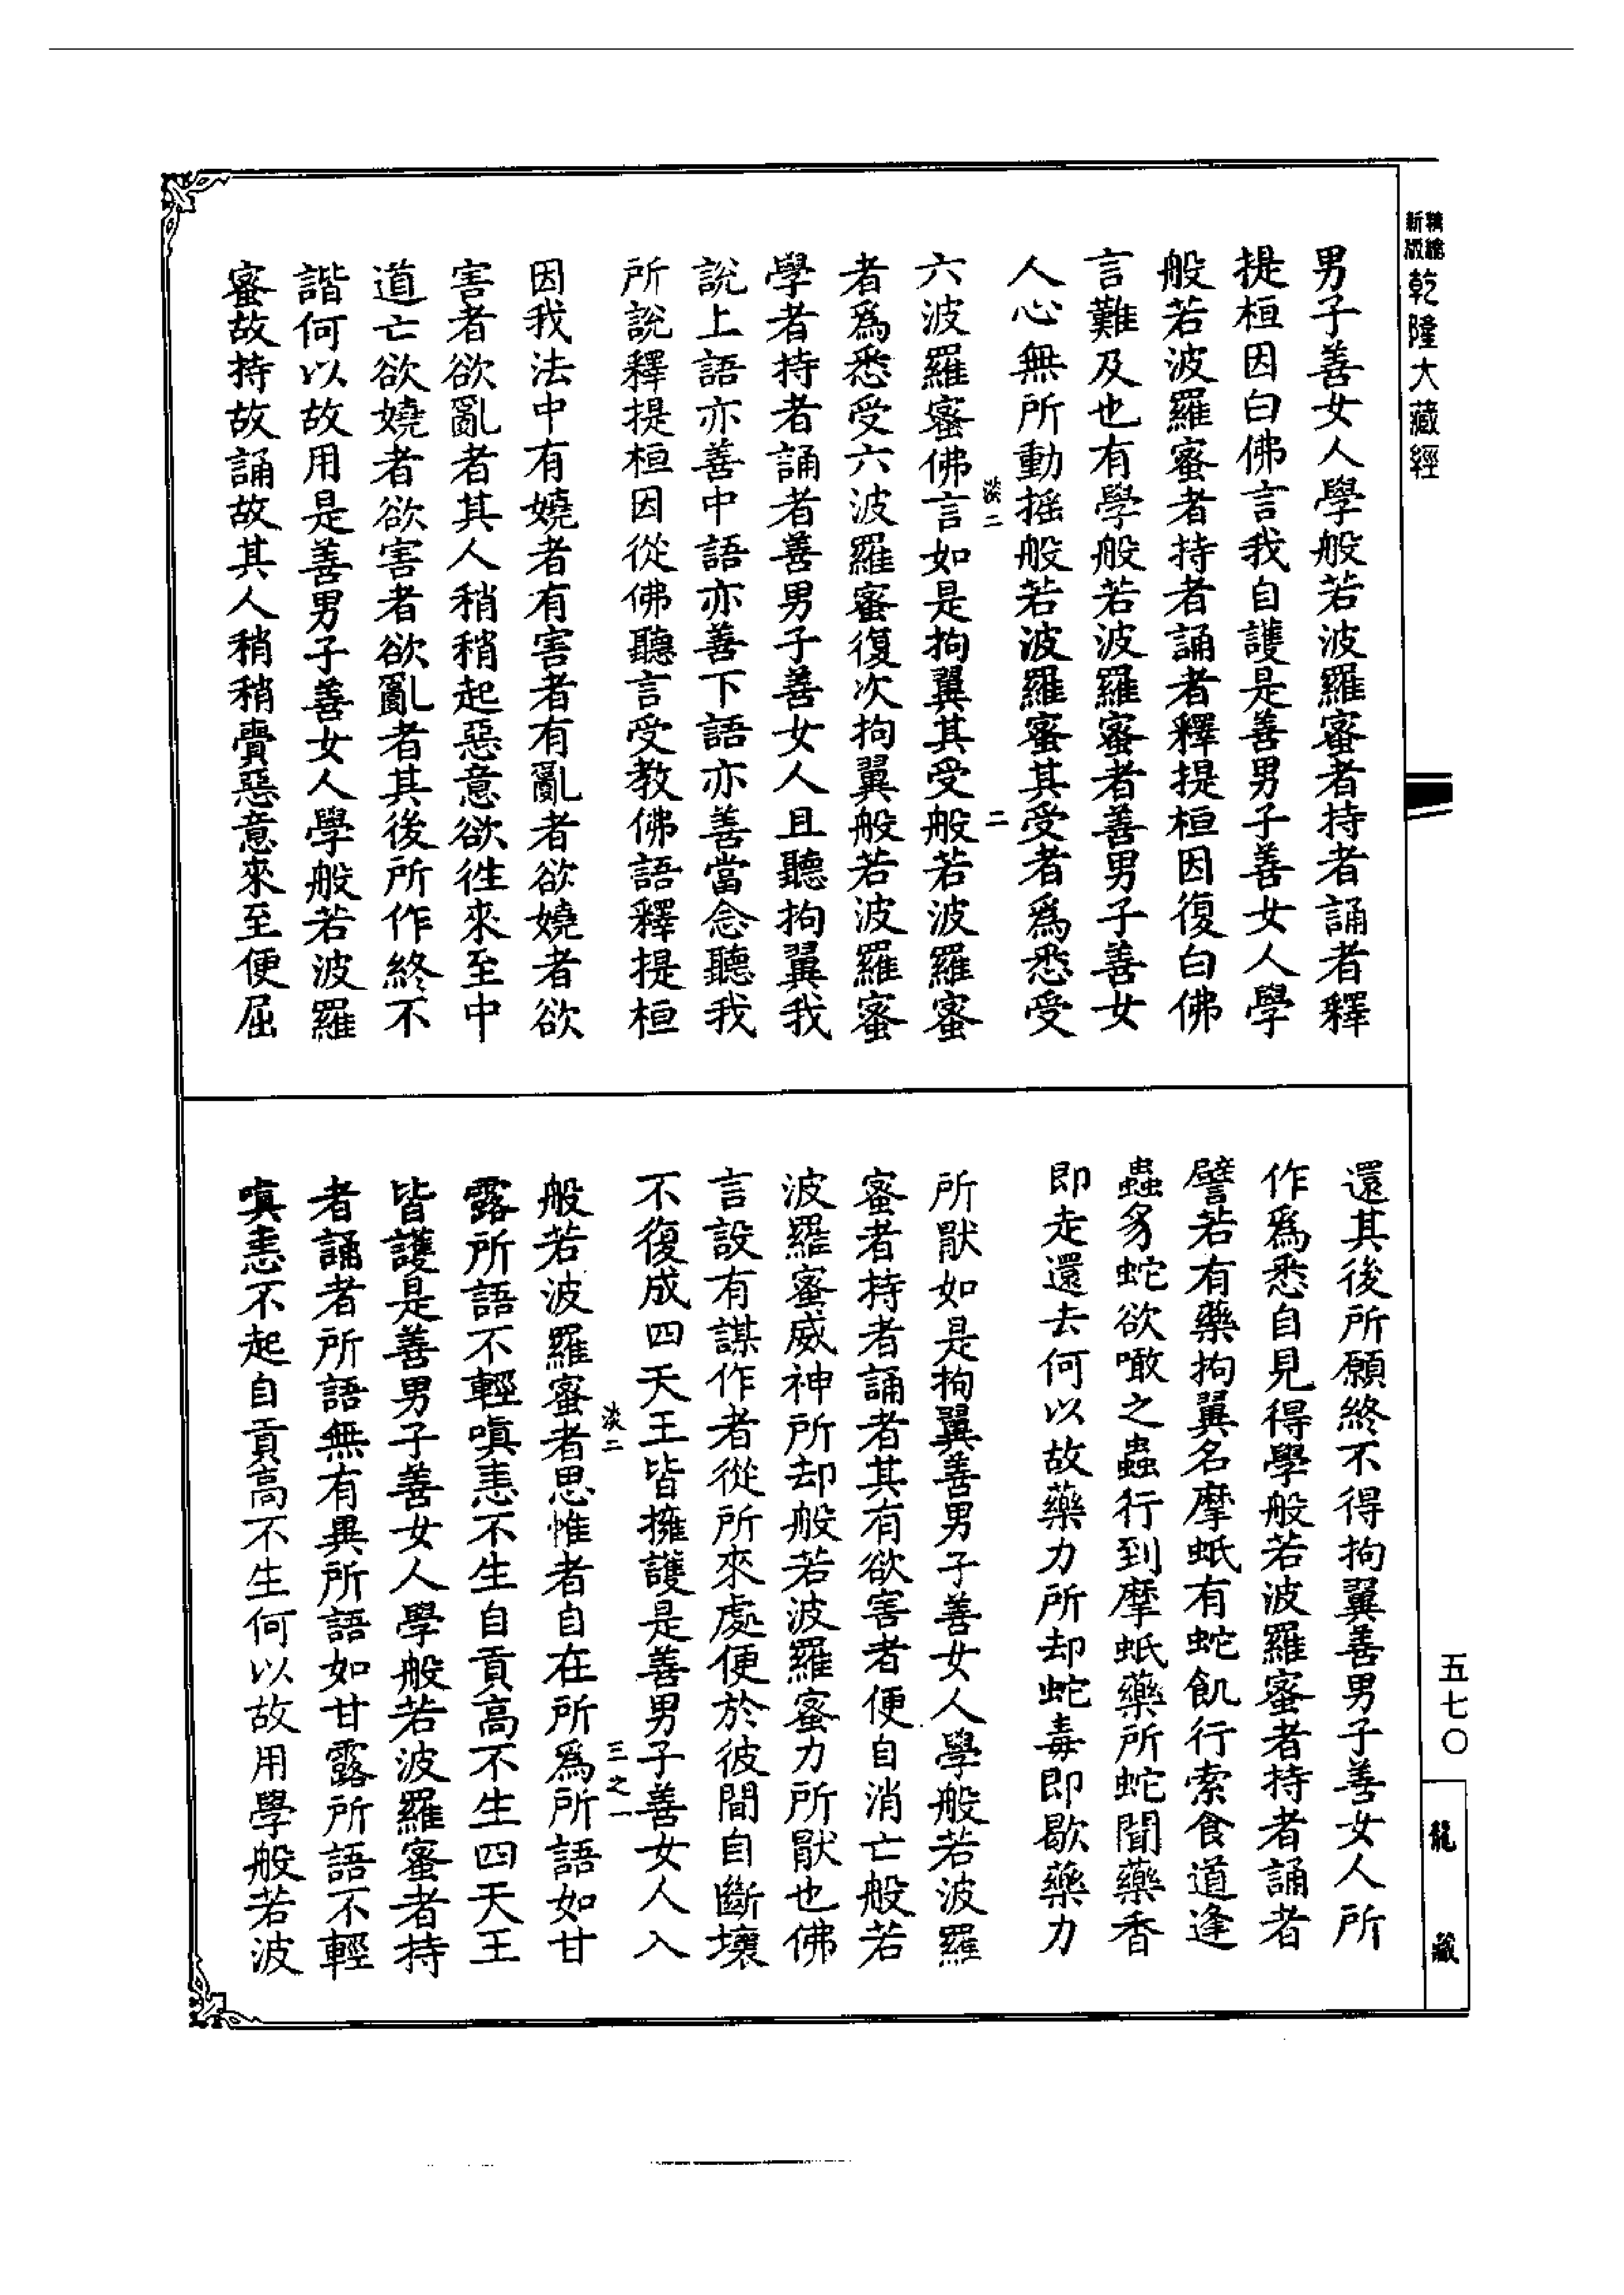 新版
精縮
乾隆大藏經
男子善女人學般若波羅蜜者持者誦者釋
提桓因白佛言我自護是善男子善女人學
般若波羅蜜者持者誦者釋提桓因復白佛
言難及也有學般若波羅蜜者善男子善女
人心無所動搖般若波羅蜜其受者爲悉受
淡二
二
六波羅蜜佛言如是拘翼其受般若波羅蜜
者爲悉受六波羅蜜復次拘翼般若波羅蜜
學者持者誦者善男子善女人且聽拘翼我
說上語亦善中語亦善下語亦善當念聽我
所說釋提桓因從佛聽言受教佛語釋提桓
因我法中有嬈者有害者有亂者欲嬈者欲
害者欲亂者其人稍稍起惡意欲徃來至中
道亡欲嬈者欲害者欲亂者其後所作終不
諧何以故用是善男子善女人學般若波羅
蜜故持故誦故其人稍稍賷惡意來至便屈
還其後所願終不得拘翼善男子善女人所
作爲悉自見得學般若波羅蜜者持者誦者
譬若有藥拘翼名摩蚔有蛇飢行索食道逢
蟲豸蛇欲噉之蟲行到摩蚔藥所蛇聞藥香
即走還去何以故藥力所却蛇毒即歇藥力
所猒如是拘翼善男子善女人學般若波羅
蜜者持者誦者其有欲害者便自消亡般若
波羅蜜威神所却般若波羅蜜力所猒也佛
言設有謀作者從所來處便於彼間自斷壞
不復成四天王皆擁護是善男子善女人入
淡二
三之一
般若波羅蜜者思惟者自在所爲所語如甘
露所語不輕嗔恚不生自貢高不生四天王
皆護是善男子善女人學般若波羅蜜者持
者誦者所語無有異所語如甘露所語不輕
嗔恚不起自貢高不生何以故用學般若波
五七〇
龍藏